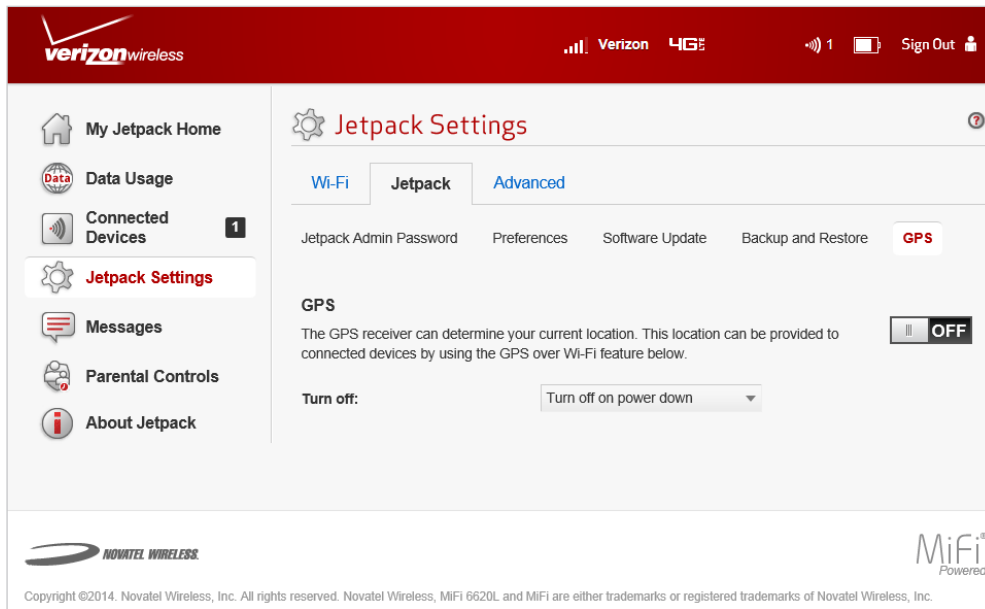 verizonwireless
Verizon 4G LTE 1 Sign Out
My Jetpack Home
Data Data Usage
Connected
Devices 1
Jetpack Settings
Messages
Parental Controls
About Jetpack
Jetpack Settings ?
Wi-Fi Jetpack Advanced
Jetpack Admin Password Preferences Software Update Backup and Restore GPS
GPS
The GPS receiver can determine your current location. This location can be provided to
connected devices by using the GPS over Wi-Fi feature below.
OFF
Turn off: Turn off on power down
NOVATEL WIRELESS.
MiFi®
Powered
Copyright ©2014. Novatel Wireless, Inc. All rights reserved. Novatel Wireless, MiFi 6620L and MiFi are either trademarks or registered trademarks of Novatel Wireless, Inc.